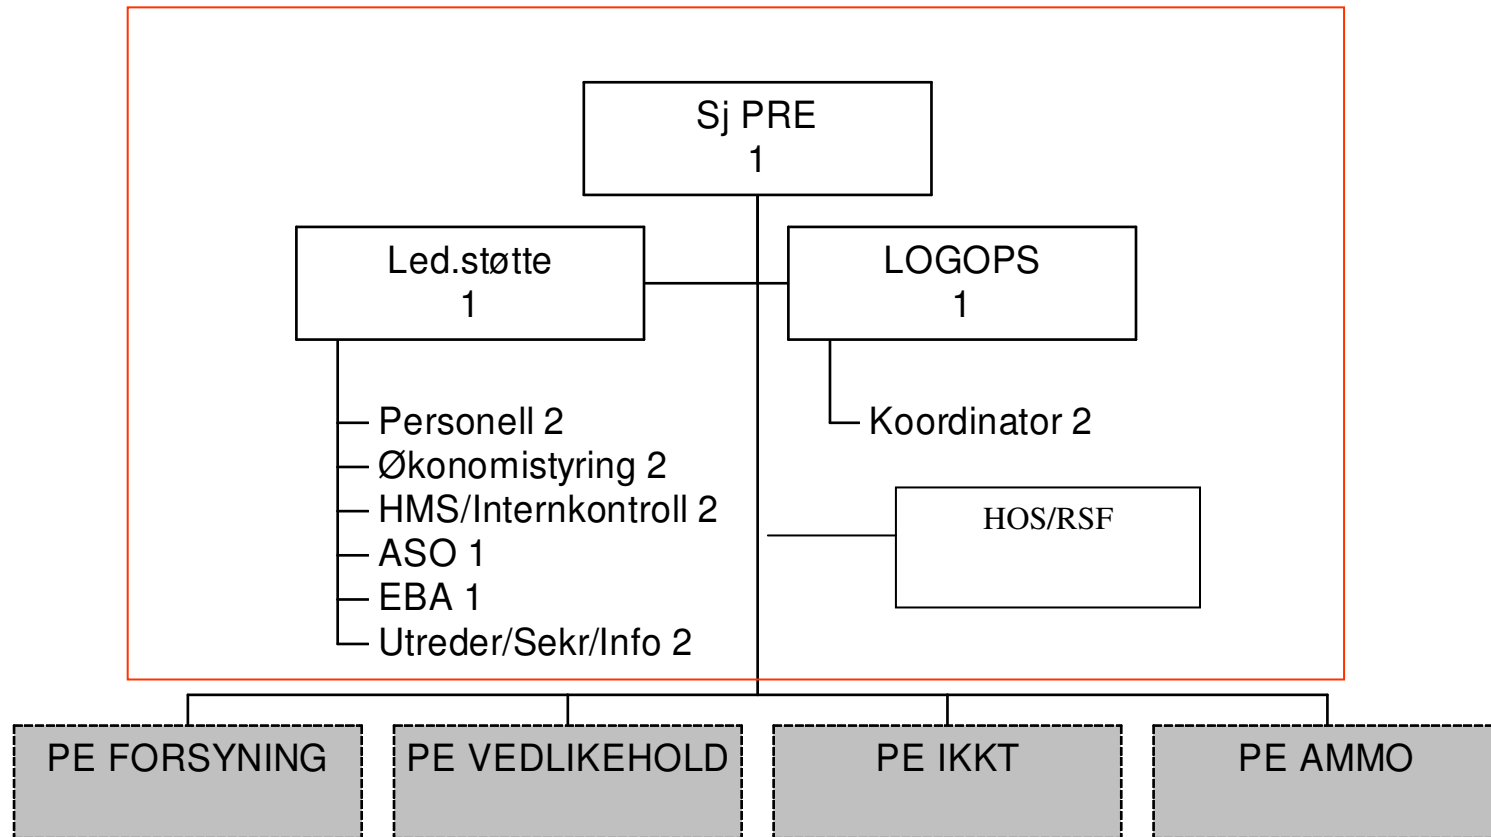 Sj PRE
1
Led.støtte
1
LOGOPS
1
Personell 2
Økonomistyring 2
HMS/Internkontroll 2
ASO 1
EBA 1
Utreder/Sekr/Info 2
Koordinator 2
HOS/RSF
PE FORSYNING
PE VEDLIKEHOLD
PE IKKT
PE AMMO